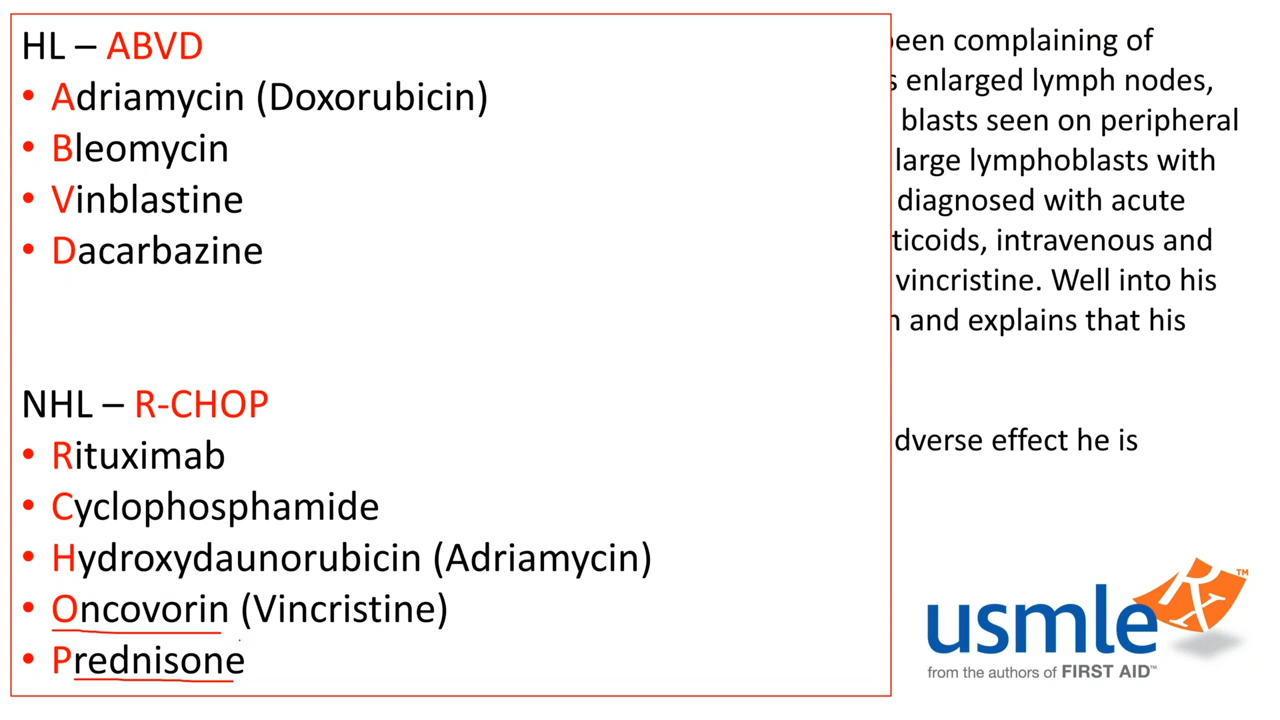 HL – ABVD
• Adriamycin (Doxorubicin)
• Bleomycin
• Vinblastine
• Dacarbazine
NHL – R-CHOP
• Rituximab
• Cyclophosphamide
• Hydroxydaunorubicin (Adriamycin)
• Oncovorin (Vincristine)
• Prednisone
been complaining of
s enlarged lymph nodes,
blasts seen on peripheral
large lymphoblasts with
diagnosed with acute
ticoids, intravenous and
vincristine. Well into his
n and explains that his
dverse effect he is
usmle Rx™
from the authors of FIRST AID™